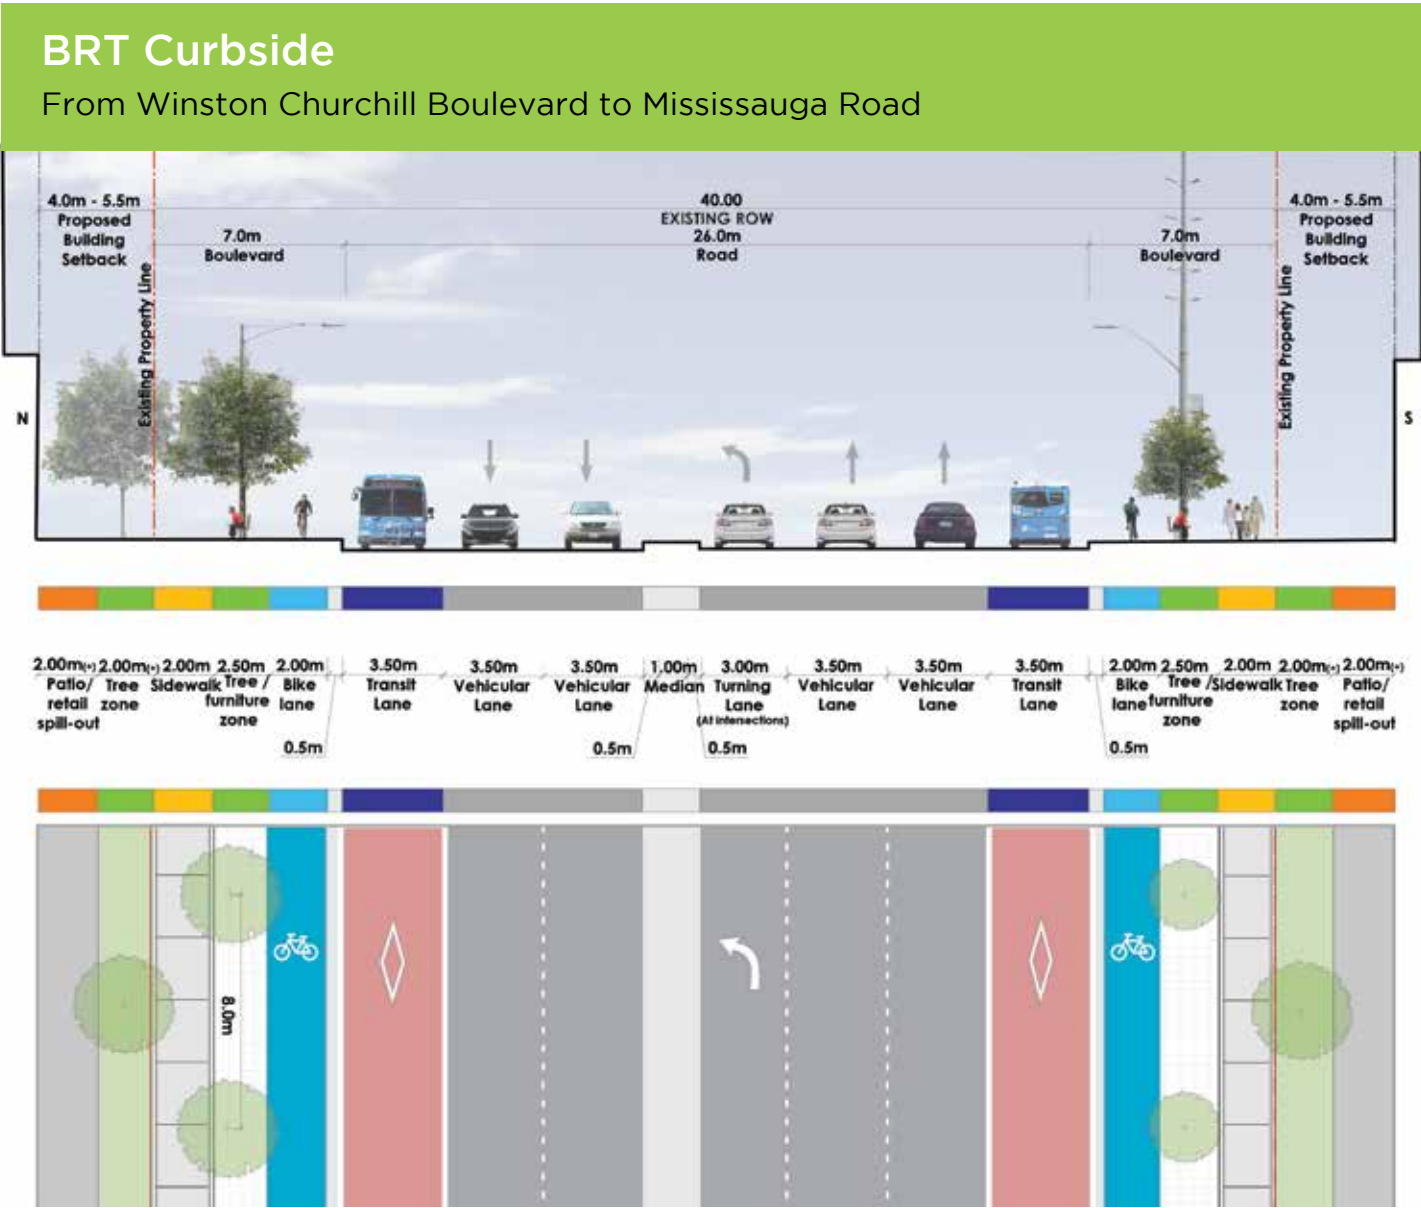 BRT Curbside
From Winston Churchill Boulevard to Mississauga Road
4.0m - 5.5m
Proposed
Building
Setback
Existing Property Line
7.0m
Boulevard
40.00
EXISTING ROW
26.0m
Road
7.0m
Boulevard
Existing Property Line
4.0m - 5.5m
Proposed
Building
Setback
N
S
2.00m(+) 2.00m(+) 2.00m 2.50m 2.00m 3.50m 3.50m 3.50m 1.00m 3.00m 3.50m 3.50m 3.50m 2.00m 2.50m 2.00m 2.00m(+) 2.00m(+)
Patio/
retail
spill-out
Tree
zone
Sidewalk
Tree /
furniture
zone
Bike
lane
Transit
Lane
Vehicular
Lane
Vehicular
Lane
Median
Turning
Lane
(At intersections)
Vehicular
Lane
Vehicular
Lane
Transit
Lane
Bike
lane
Tree /
furniture
zone
Sidewalk
Tree
zone
Patio/
retail
spill-out
0.5m
0.5m
0.5m
0.5m
8.0m